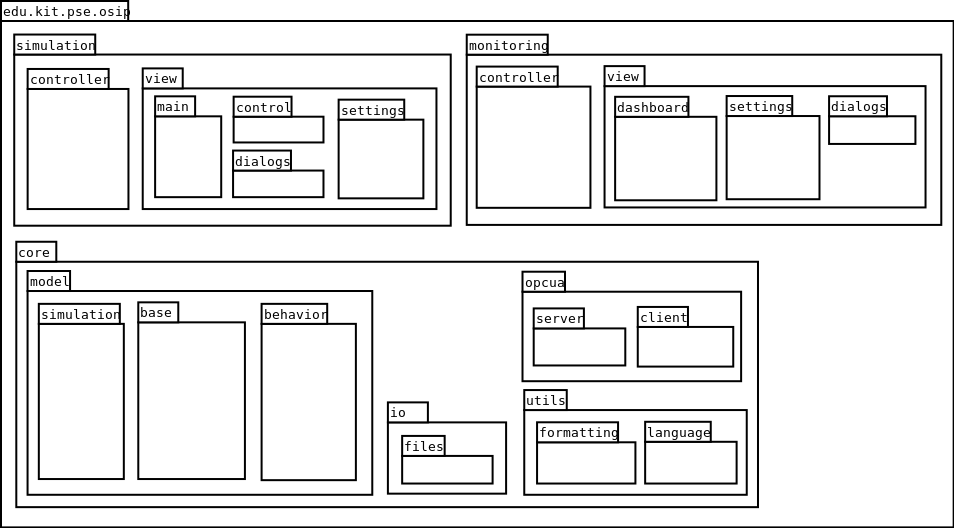 edu.kit.pse.osip
simulation
controller
view
main
control
settings
dialogs
monitoring
controller
view
dashboard
settings
dialogs
core
model
simulation
base
behavior
io
files
opcua
server
client
utils
formatting
language